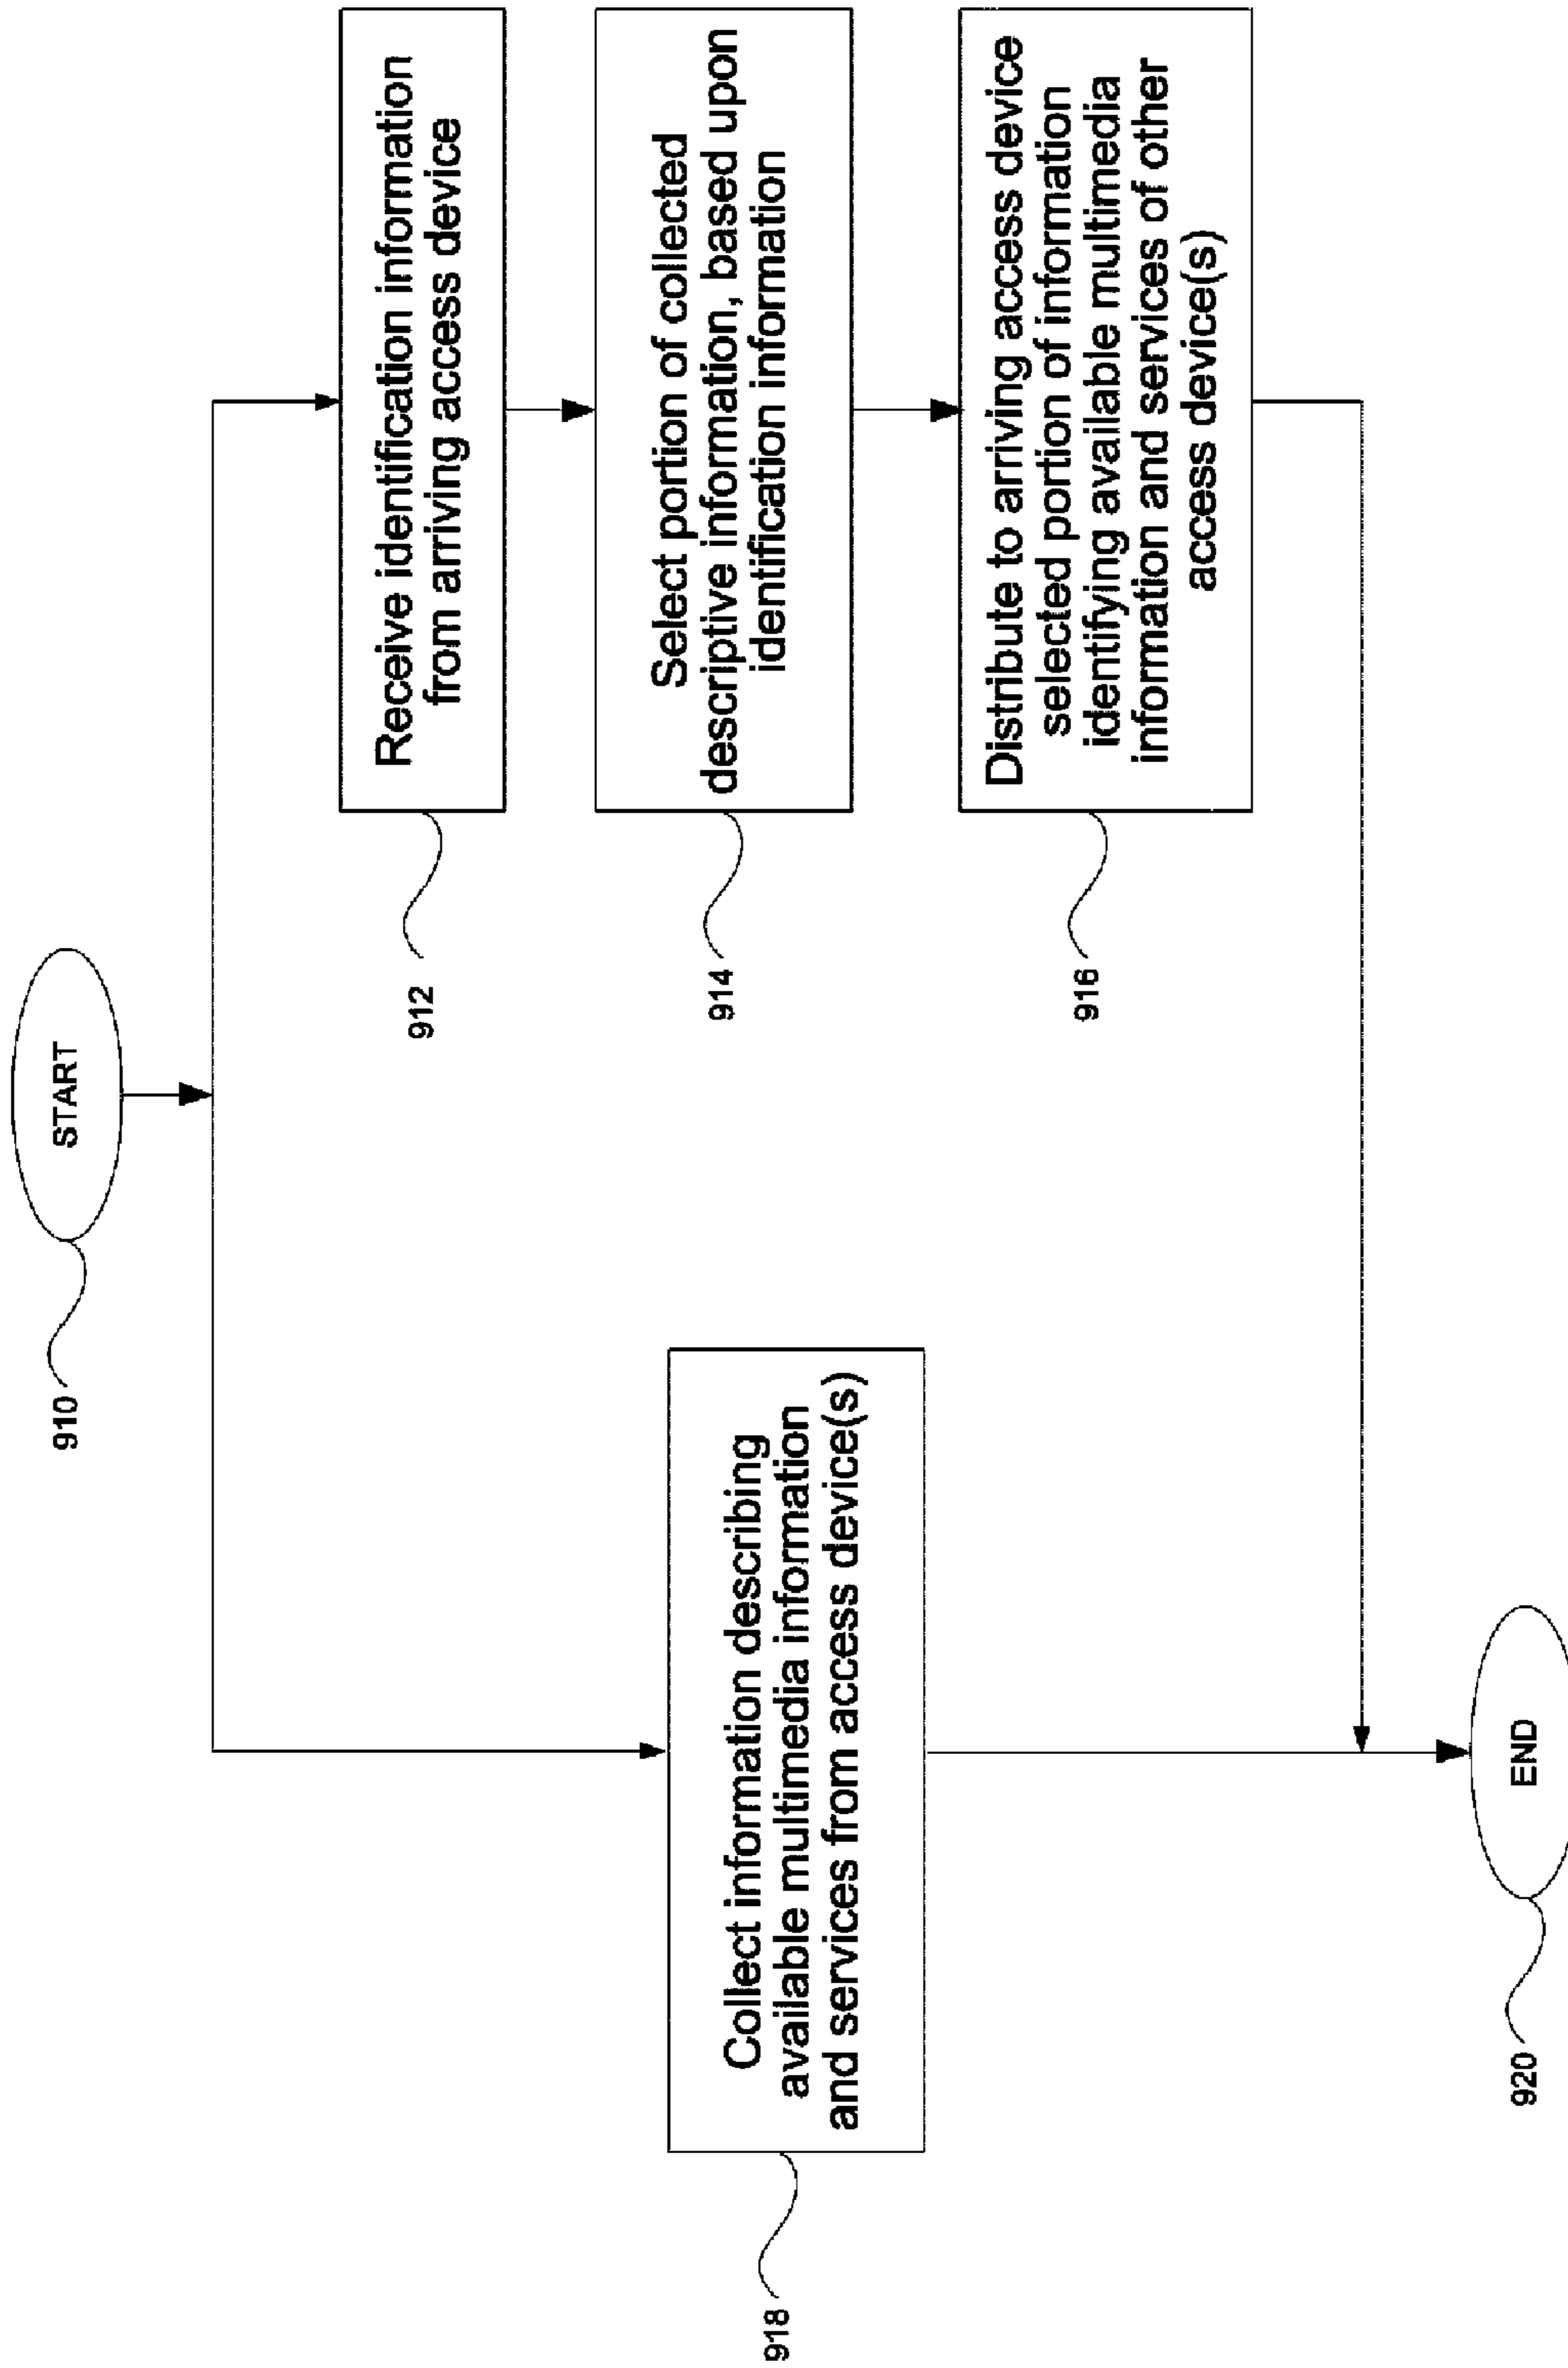 START
910
Receive identification information
from arriving access device
912
Select portion of collected
descriptive information, based upon
identification information
914
Distribute to arriving access device
selected portion of information
identifying available multimedia
information and services of other
access device(s)
916
Collect information describing
available multimedia information
and services from access device(s)
918
END
920